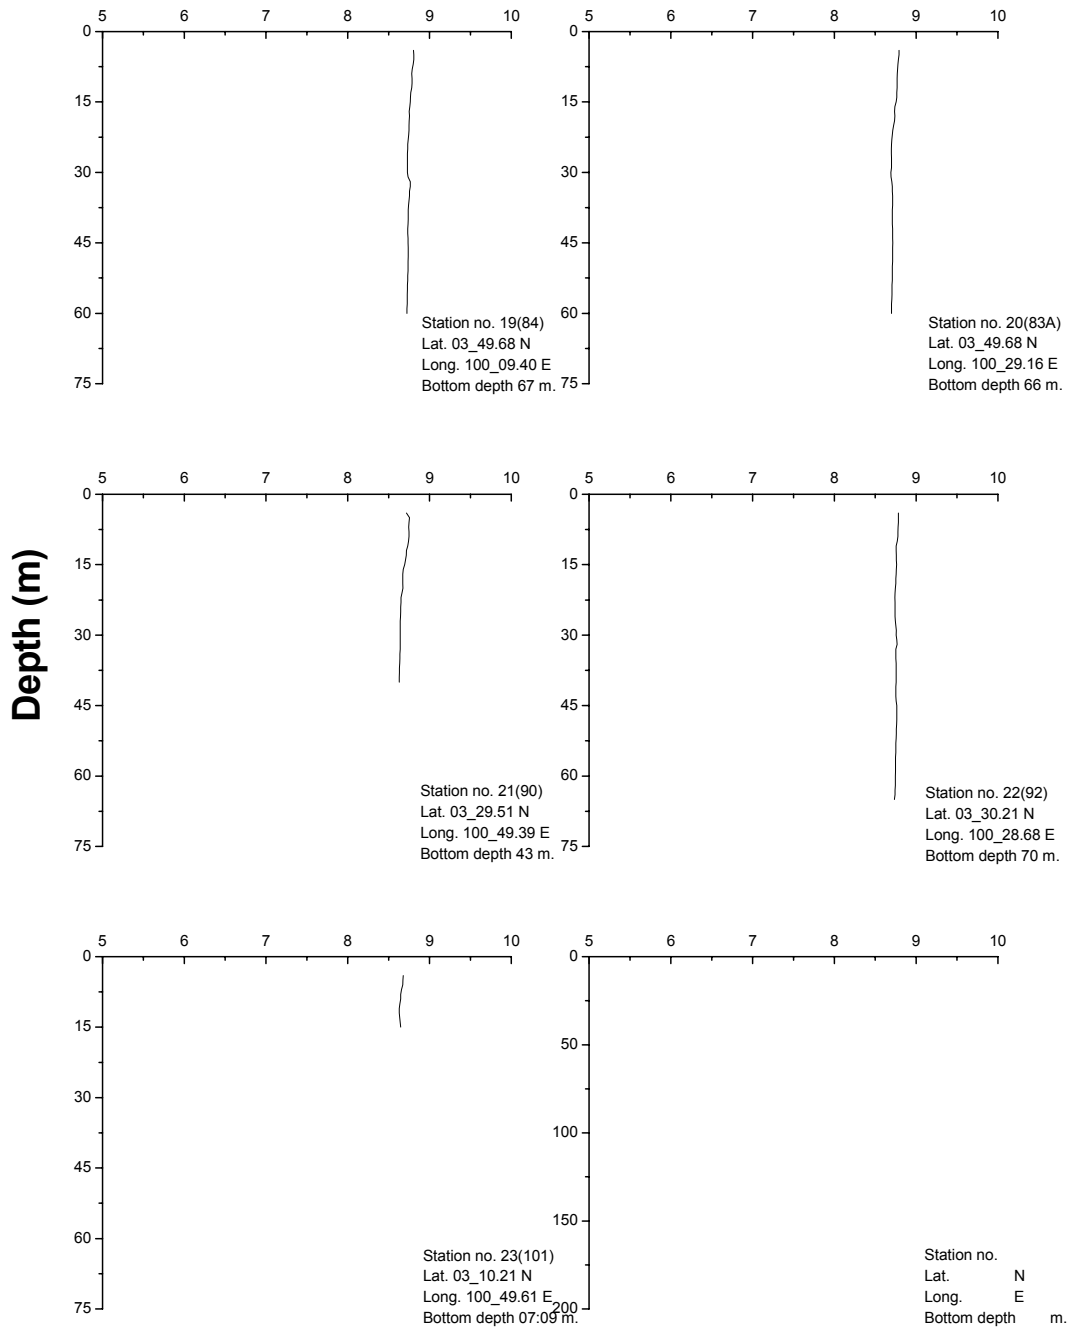 5 6 7 8 9 10
0
15
30
45
60
75
Station no. 19(84)
Lat. 03_49.68 N
Long. 100_09.40 E
Bottom depth 67 m.
5 6 7 8 9 10
0
15
30
45
60
75
Station no. 20(83A)
Lat. 03_49.68 N
Long. 100_29.16 E
Bottom depth 66 m.
Depth (m)
5 6 7 8 9 10
0
15
30
45
60
75
Station no. 21(90)
Lat. 03_29.51 N
Long. 100_49.39 E
Bottom depth 43 m.
5 6 7 8 9 10
0
15
30
45
60
75
Station no. 22(92)
Lat. 03_30.21 N
Long. 100_28.68 E
Bottom depth 70 m.
5 6 7 8 9 10
0
15
30
45
60
75
Station no. 23(101)
Lat. 03_10.21 N
Long. 100_49.61 E
Bottom depth 07:09 m.
5 6 7 8 9 10
0
50
100
150
200
Station no.
Lat. N
Long. E
Bottom depth m.